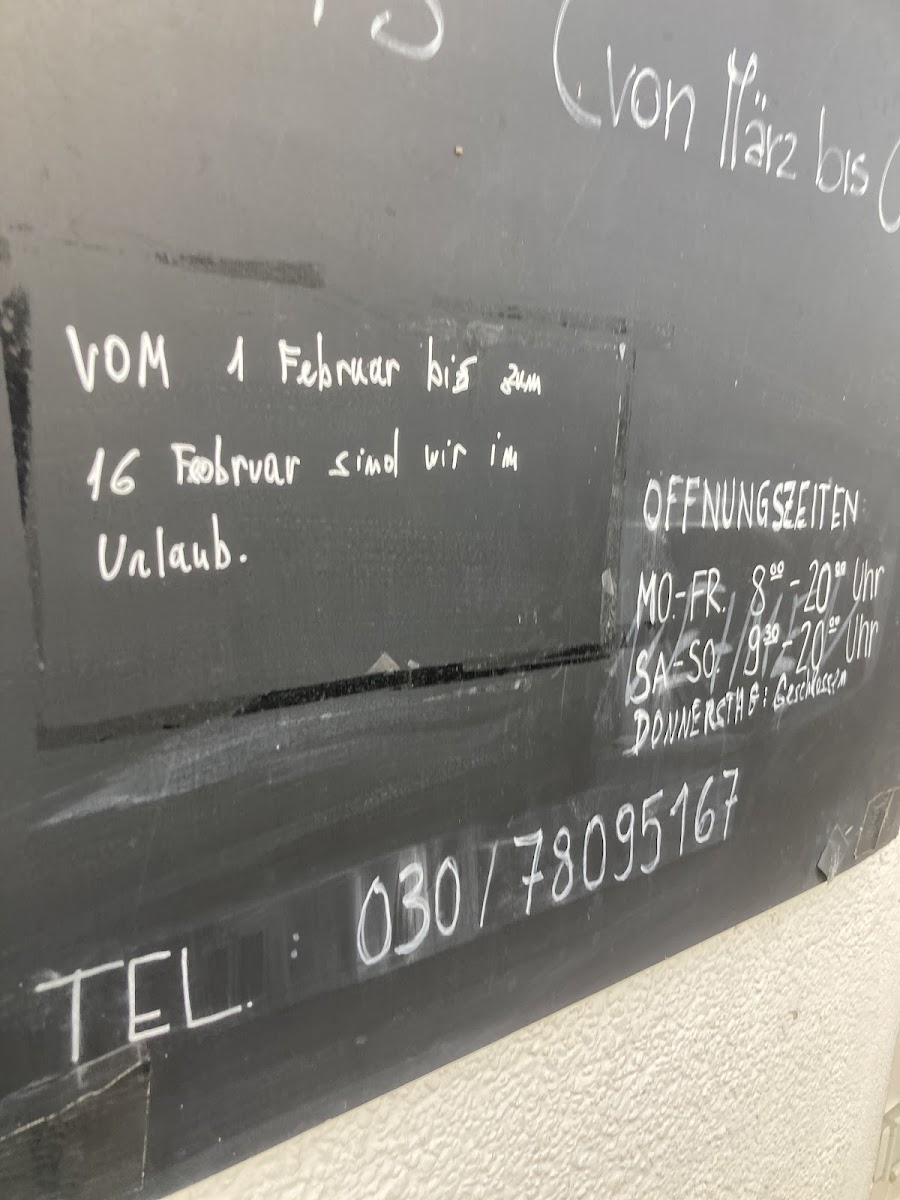 (von März bis
VOM 1 Februar bis zum
16 Februar sind wir im
Urlaub.
ÖFFNUNGSZEITEN:
MO-FR. 8⁰⁰-20⁰⁰ Uhr
SA-SO. 9³⁰-20⁰⁰ Uhr
DONNERSTAG: Geschlossen
TEL. : 030/78095167